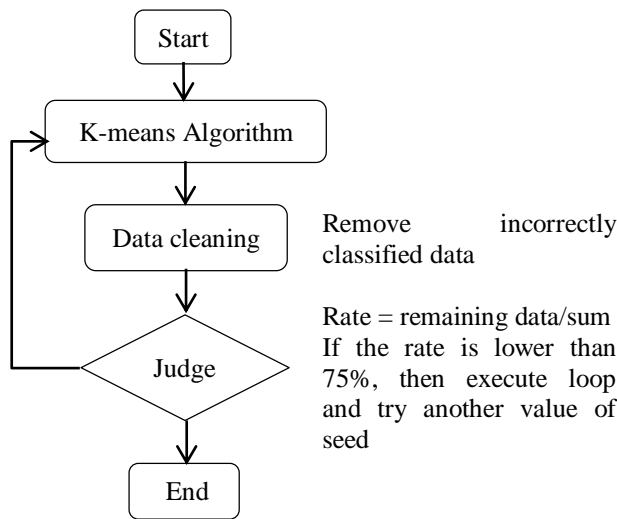 Start
K-means Algorithm
Data cleaning
Remove incorrectly
classified data
Rate = remaining data/sum
If the rate is lower than
75%, then execute loop
and try another value of
seed
Judge
End